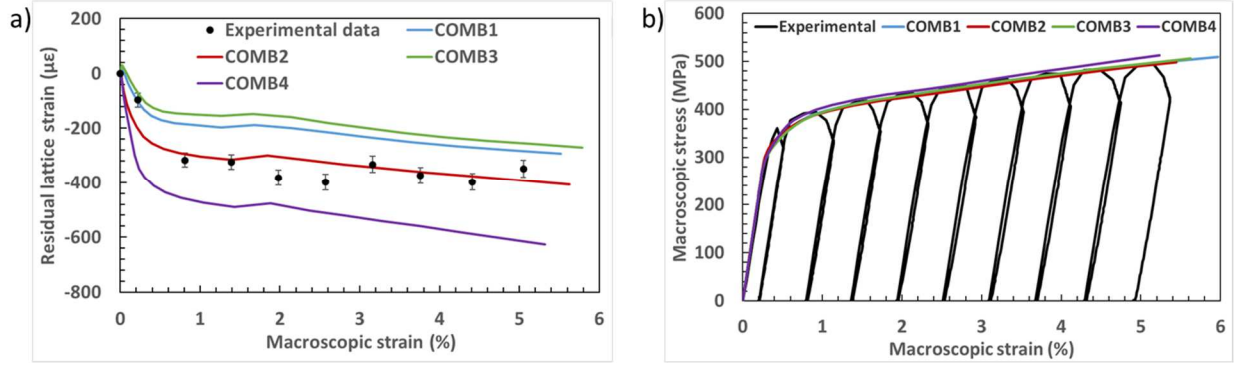 a)
Residual lattice strain (με)
200
0
-200
-400
-600
-800
Experimental data
COMB1
COMB2
COMB3
COMB4
0 1 2 3 4 5 6
Macroscopic strain (%)
b)
Macroscopic stress (MPa)
600
500
400
300
200
100
0
Experimental COMB1 COMB2 COMB3 COMB4
0 1 2 3 4 5 6
Macroscopic strain (%)